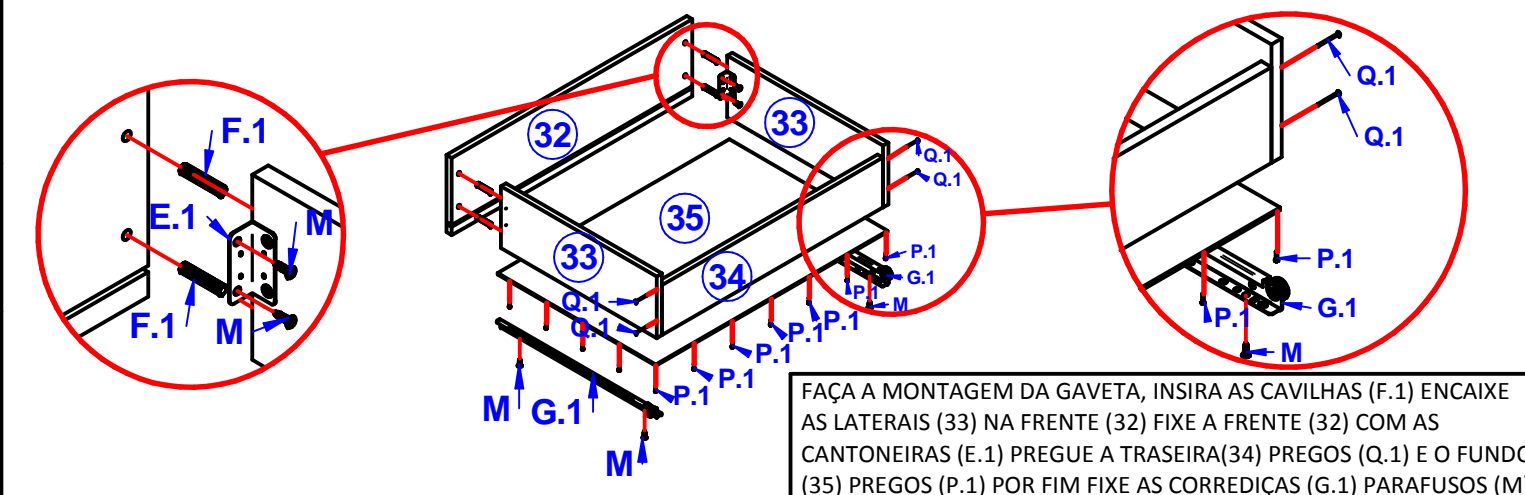 F.1
E.1
M
F.1
M
32
33
Q.1
Q.1
35
33
34
P.1
G.1
P.1
M
Q.1
Q.1
P.1
P.1
P.1
P.1
P.1
M
G.1
M
Q.1
Q.1
P.1
G.1
P.1
M
FAÇA A MONTAGEM DA GAVETA, INSIRA AS CAVILHAS (F.1) ENCAIXE
AS LATERAIS (33) NA FRENTE (32) FIXE A FRENTE (32) COM AS
CANTONEIRAS (E.1) PREGUE A TRASEIRA(34) PREGOS (Q.1) E O FUNDO
(35) PREGOS (P.1) POR FIM FIXE AS CORREDIÇAS (G.1) PARAFUSOS (M)